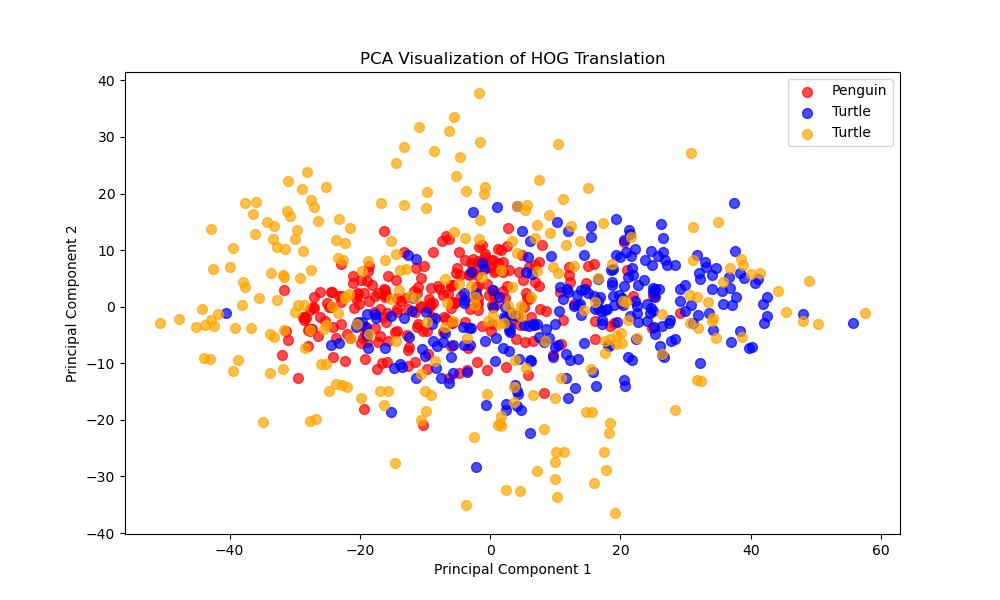 PCA Visualization of HOG Translation
Principal Component 2
40
30
20
10
0
−10
−20
−30
−40
Penguin
Turtle
Turtle
−40
−20
0
20
40
60
Principal Component 1